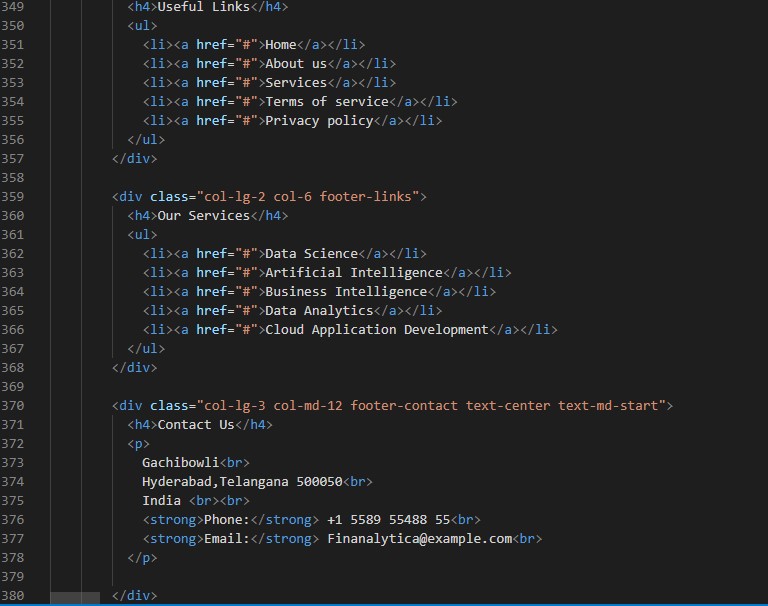 349 <h4>Useful Links</h4>
350 <ul>
351 <li><a href="#">Home</a></li>
352 <li><a href="#">About us</a></li>
353 <li><a href="#">Services</a></li>
354 <li><a href="#">Terms of service</a></li>
355 <li><a href="#">Privacy policy</a></li>
356 </ul>
357 </div>
358
359 <div class="col-lg-2 col-6 footer-links">
360 <h4>Our Services</h4>
361 <ul>
362 <li><a href="#">Data Science</a></li>
363 <li><a href="#">Artificial Intelligence</a></li>
364 <li><a href="#">Business Intelligence</a></li>
365 <li><a href="#">Data Analytics</a></li>
366 <li><a href="#">Cloud Application Development</a></li>
367 </ul>
368 </div>
369
370 <div class="col-lg-3 col-md-12 footer-contact text-center text-md-start">
371 <h4>Contact Us</h4>
372 <p>
373 Gachibowli<br>
374 Hyderabad,Telangana 500050<br>
375 India <br><br>
376 <strong>Phone:</strong> +1 5589 55488 55<br>
377 <strong>Email:</strong> Finanalytica@example.com<br>
378 </p>
379
380 </div>